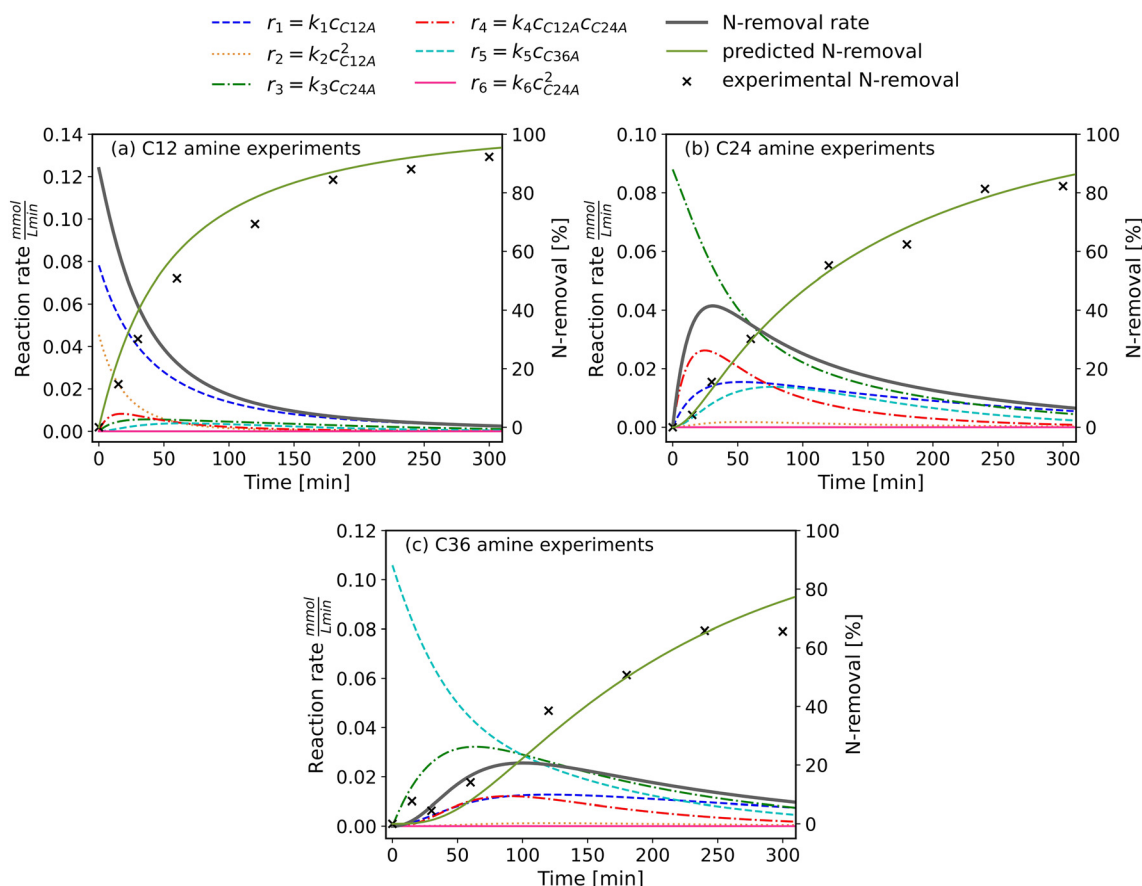 r₁ = k₁c_C12A
r₂ = k₂c²_C12A
r₃ = k₃c_C24A
r₄ = k₄c_C12Ac_C24A
r₅ = k₅c_C36A
r₆ = k₆c²_C24A
N-removal rate
predicted N-removal
experimental N-removal
(a) C12 amine experiments
Reaction rate mmol/Lmin
0.14
0.12
0.10
0.08
0.06
0.04
0.02
0.00
100
80
60
40
20
0
N-removal [%]
0 50 100 150 200 250 300
Time [min]
(b) C24 amine experiments
Reaction rate mmol/Lmin
0.10
0.08
0.06
0.04
0.02
0.00
100
80
60
40
20
0
N-removal [%]
0 50 100 150 200 250 300
Time [min]
(c) C36 amine experiments
Reaction rate mmol/Lmin
0.12
0.10
0.08
0.06
0.04
0.02
0.00
100
80
60
40
20
0
N-removal [%]
0 50 100 150 200 250 300
Time [min]